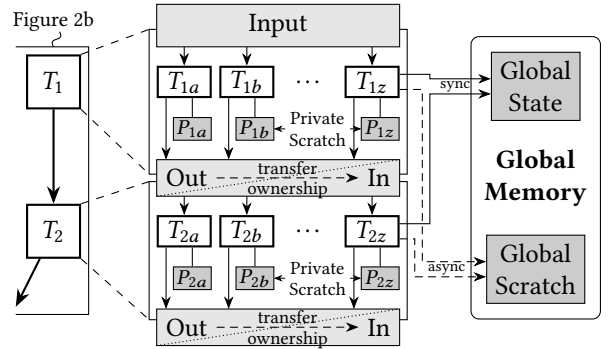 Figure 2b
Input
T1
T1a T1b ... T1z
sync
Global
State
P1a P1b Private P1z
Scratch
Out transfer In
ownership
Global
Memory
T2
T2a T2b ... T2z
async
Global
Scratch
P2a P2b Private P2z
Scratch
Out transfer In
ownership